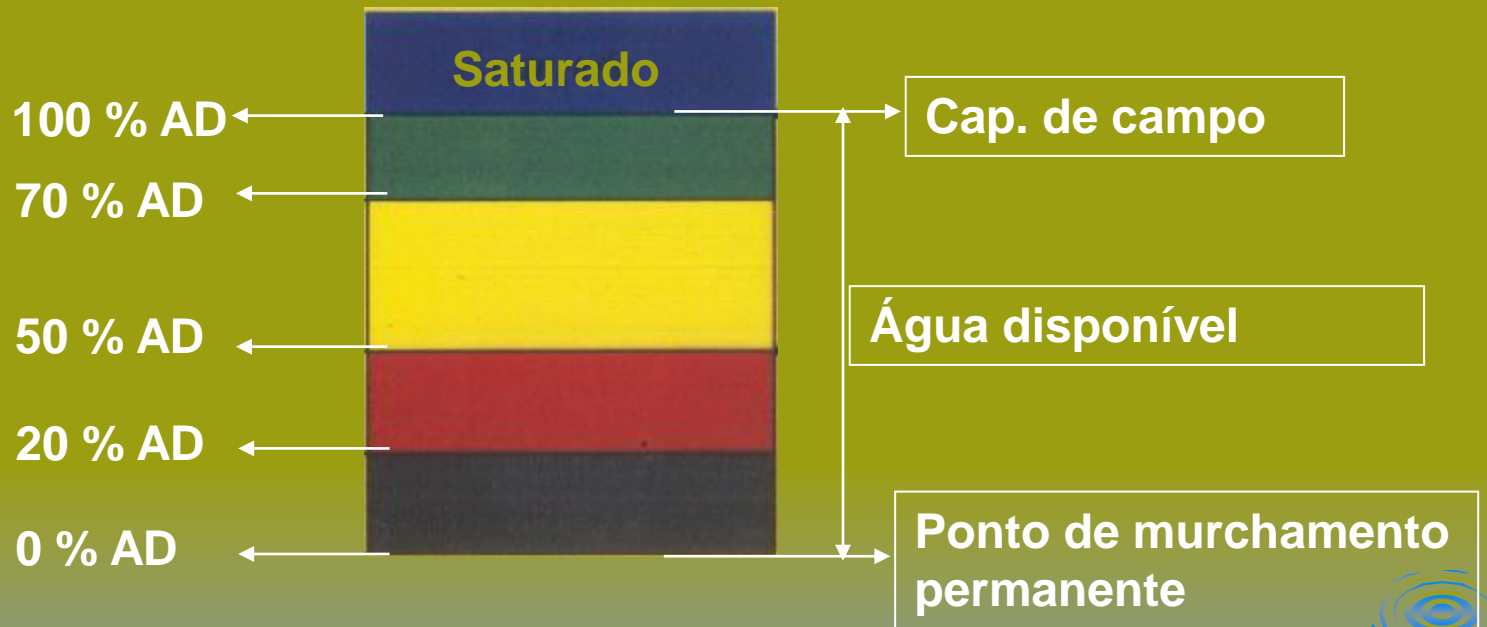 Saturado
100 % AD
Cap. de campo
70 % AD
Água disponível
50 % AD
20 % AD
0 % AD
Ponto de murchamento
permanente